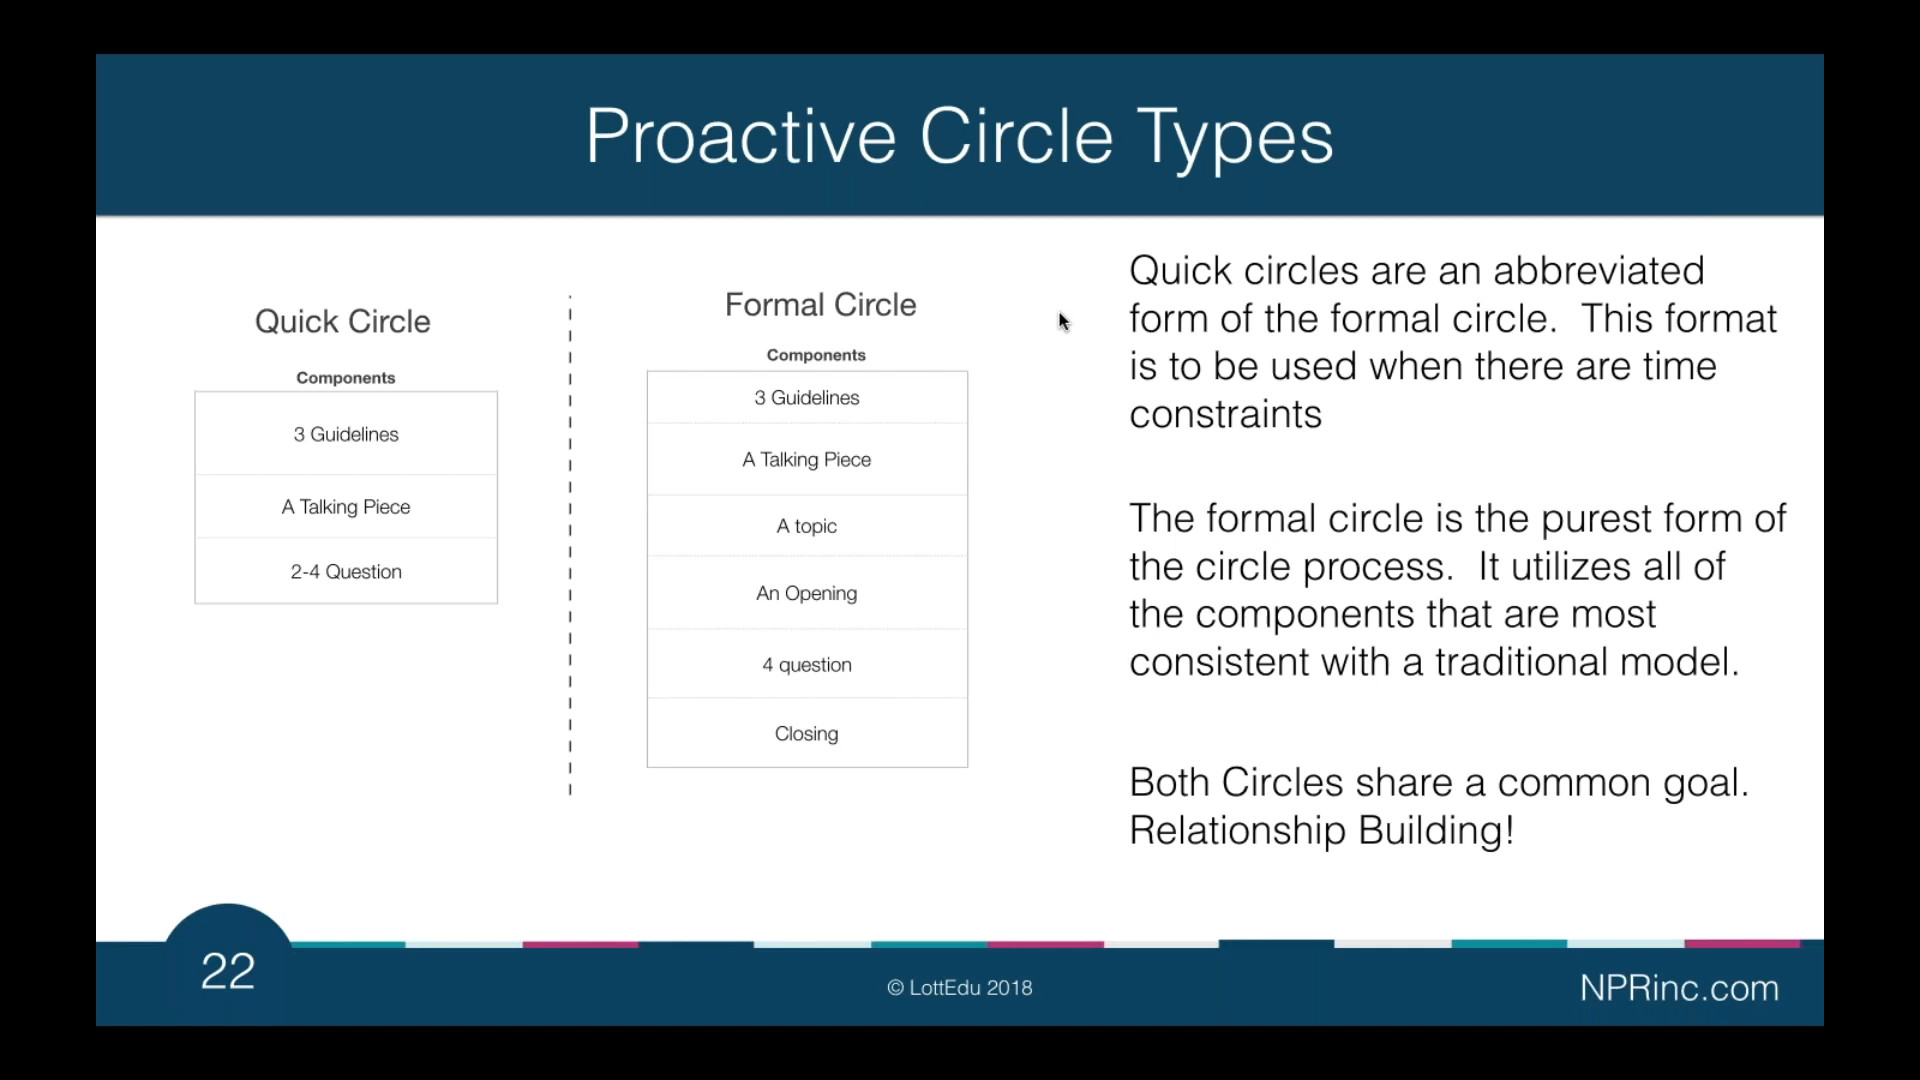 Proactive Circle Types
Quick Circle
Components
3 Guidelines
A Talking Piece
2-4 Question
Formal Circle
Components
3 Guidelines
A Talking Piece
A topic
An Opening
4 question
Closing
Quick circles are an abbreviated
form of the formal circle.  This format
is to be used when there are time
constraints
The formal circle is the purest form of
the circle process.  It utilizes all of
the components that are most
consistent with a traditional model.
Both Circles share a common goal.
Relationship Building!
22
© LottEdu 2018
NPRinc.com